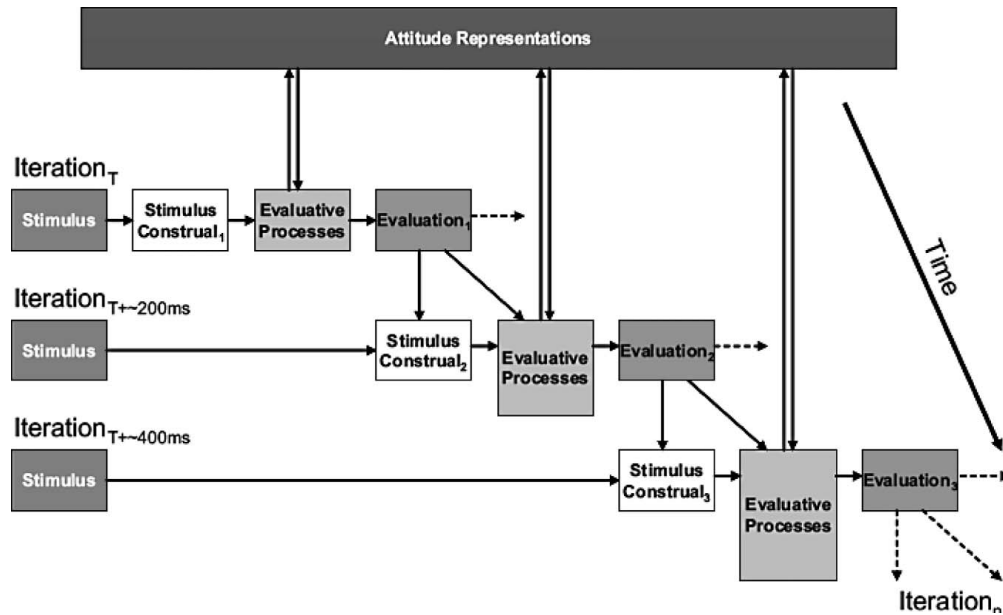 Attitude Representations
Iteration_T
Stimulus
Stimulus
Construal_1
Evaluative
Processes
Evaluation_1
Iteration_T+~200ms
Stimulus
Stimulus
Construal_2
Evaluative
Processes
Evaluation_2
Time
Iteration_T+~400ms
Stimulus
Stimulus
Construal_3
Evaluative
Processes
Evaluation_3
Iteration_n